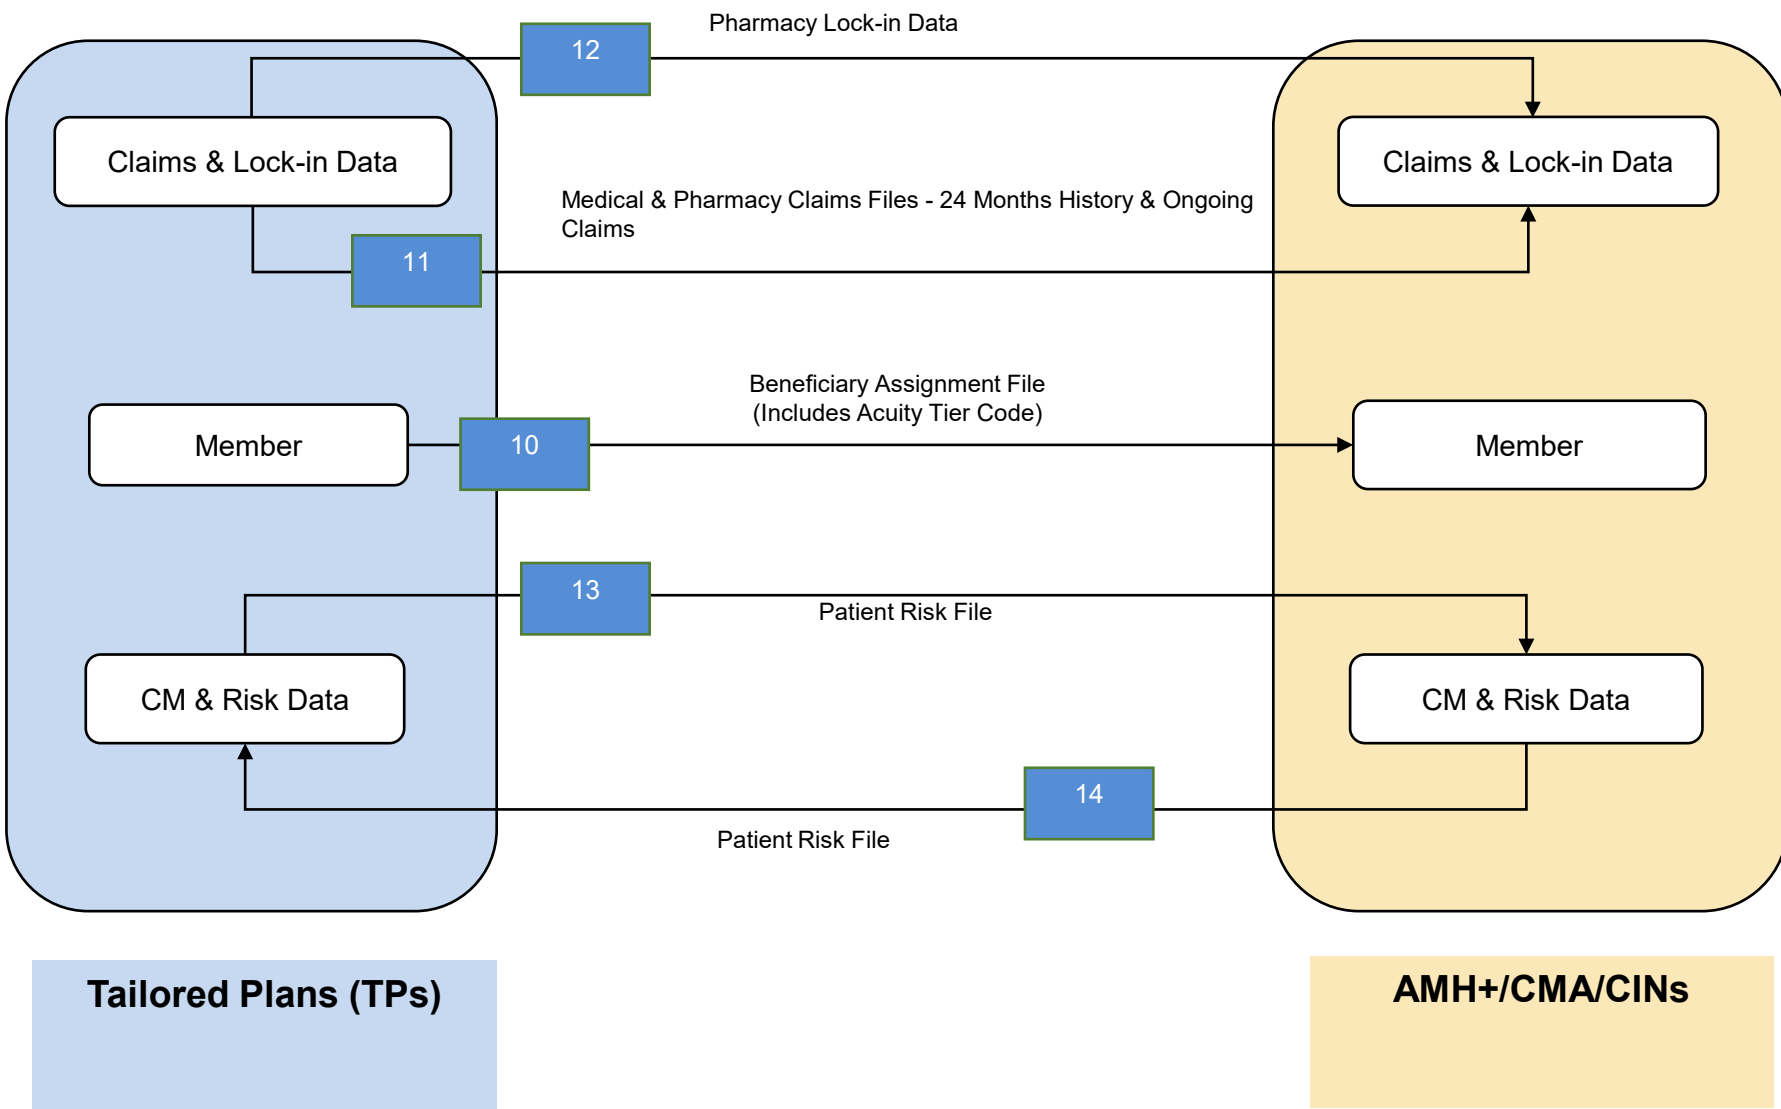 Pharmacy Lock-in Data
12
Claims & Lock-in Data
Claims & Lock-in Data
Medical & Pharmacy Claims Files - 24 Months History & Ongoing
Claims
11
Beneficiary Assignment File
(Includes Acuity Tier Code)
Member
10
Member
13
Patient Risk File
CM & Risk Data
CM & Risk Data
14
Patient Risk File
Tailored Plans (TPs)
AMH+/CMA/CINs